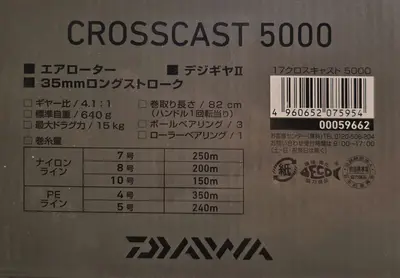 CROSSCAST 5000
■エアローター ■デジギヤII
■35mmロングストローク
■ギヤー比/4.1:1
■標準自重/640g
■最大ドラグ力/15kg
■巻取り長さ/82cm
(ハンドル1回転当り)
■ボールベアリング/3
■ローラーベアリング/1
■巻糸量
ナイロンライン 7号 250m
8号 200m
10号 150m
PEライン 4号 350m
5号 240m
17クロスキャスト 5000
4 960652 075954
00059662
紙
DAIWA